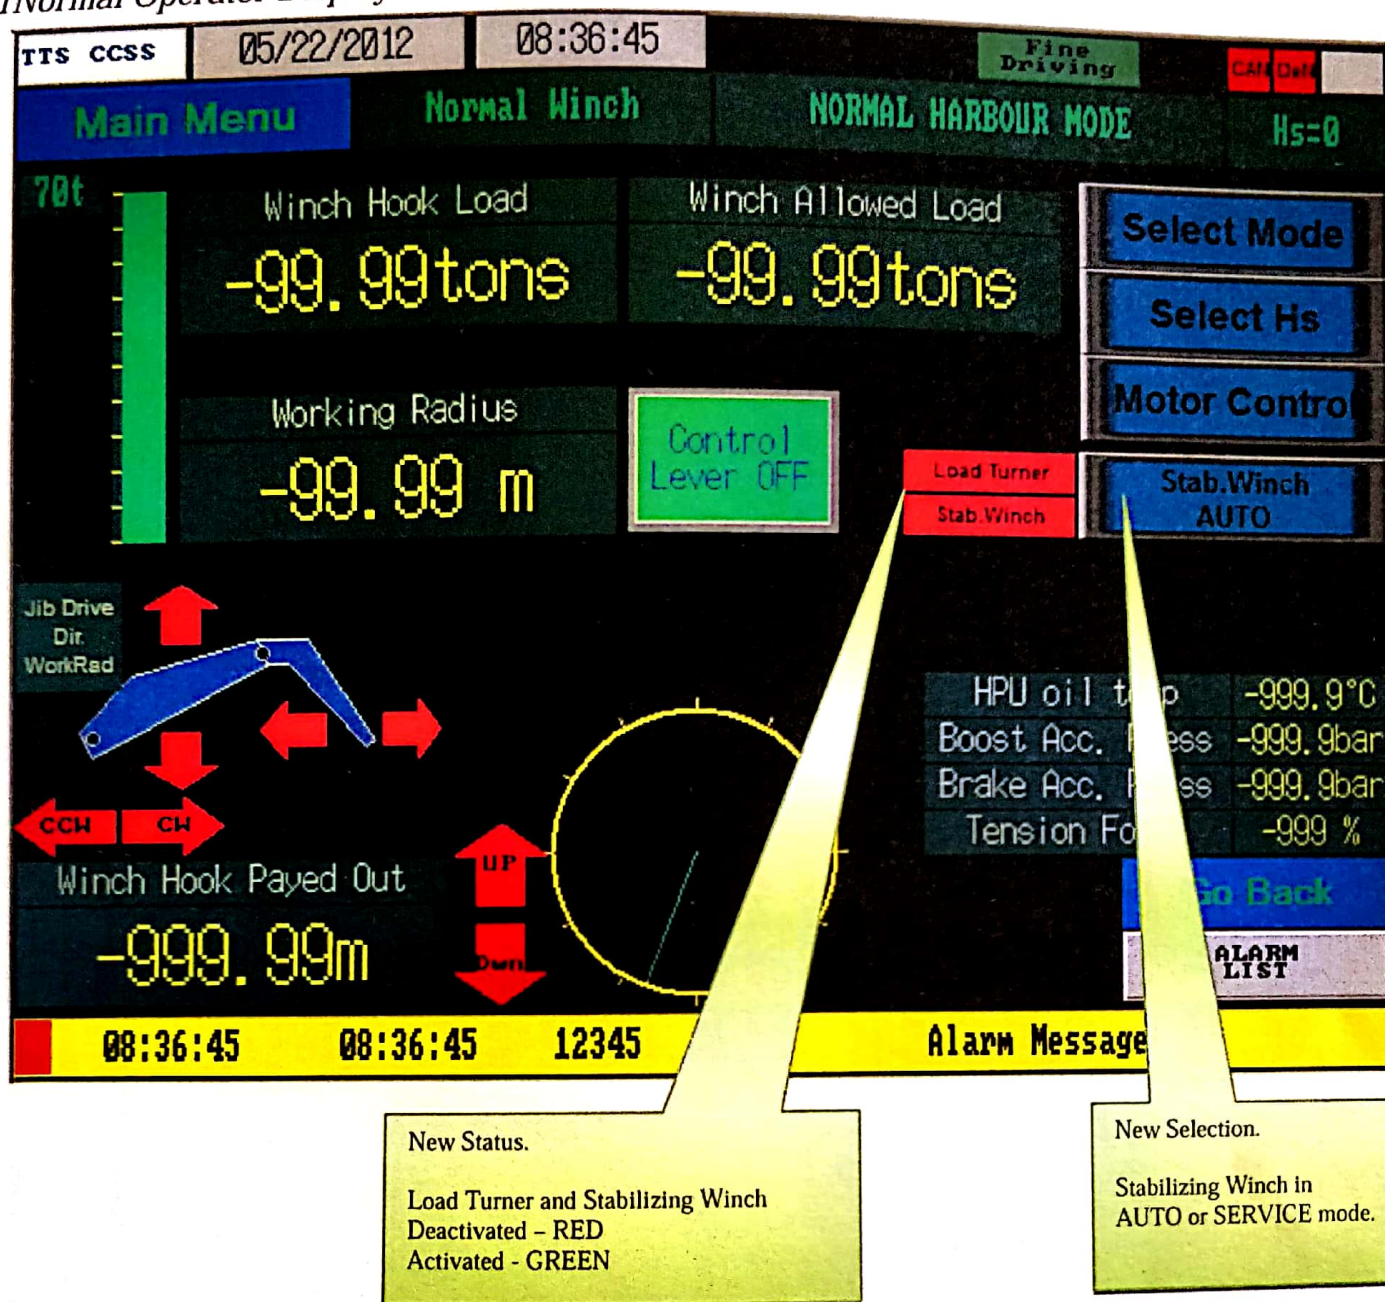 Normal Operator
TTS CCSS
05/22/2012
08:36:45
Fine
Driving
CAN
Main Menu
Normal Winch
NORMAL HARBOUR MODE
Hs=0
70t
Winch Hook Load
Winch Allowed Load
-99.99tons
-99.99tons
Select Mode
Select Hs
Motor Control
Working Radius
-99.99 m
Control
Lever OFF
Load Turner
Stab.Winch
Stab.Winch
AUTO
Jib Drive
Dir.
WorkRad
HPU oil
-999.9°C
Boost Acc.
-999.9bar
Brake Acc.
-999.9bar
Tension
-999 %
CCW
CW
UP
Dwn
Winch Hook Payed Out
-999.99m
Go Back
ALARM
LIST
08:36:45
08:36:45
12345
Alarm Message
New Status.
Load Turner and Stabilizing Winch
Deactivated – RED
Activated - GREEN
New Selection.
Stabilizing Winch in
AUTO or SERVICE mode.